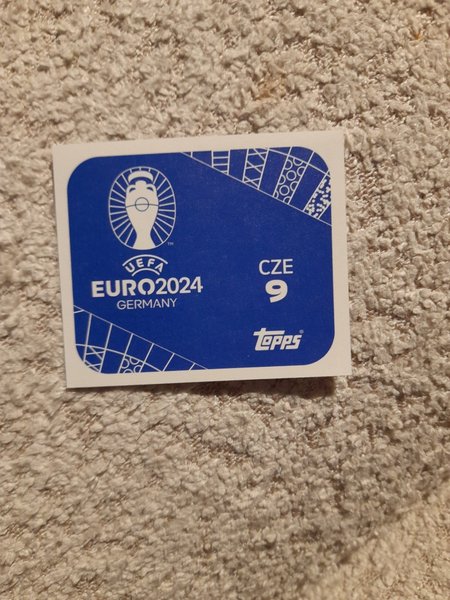 UEFA
EURO2024
GERMANY
CZE
9
Topps